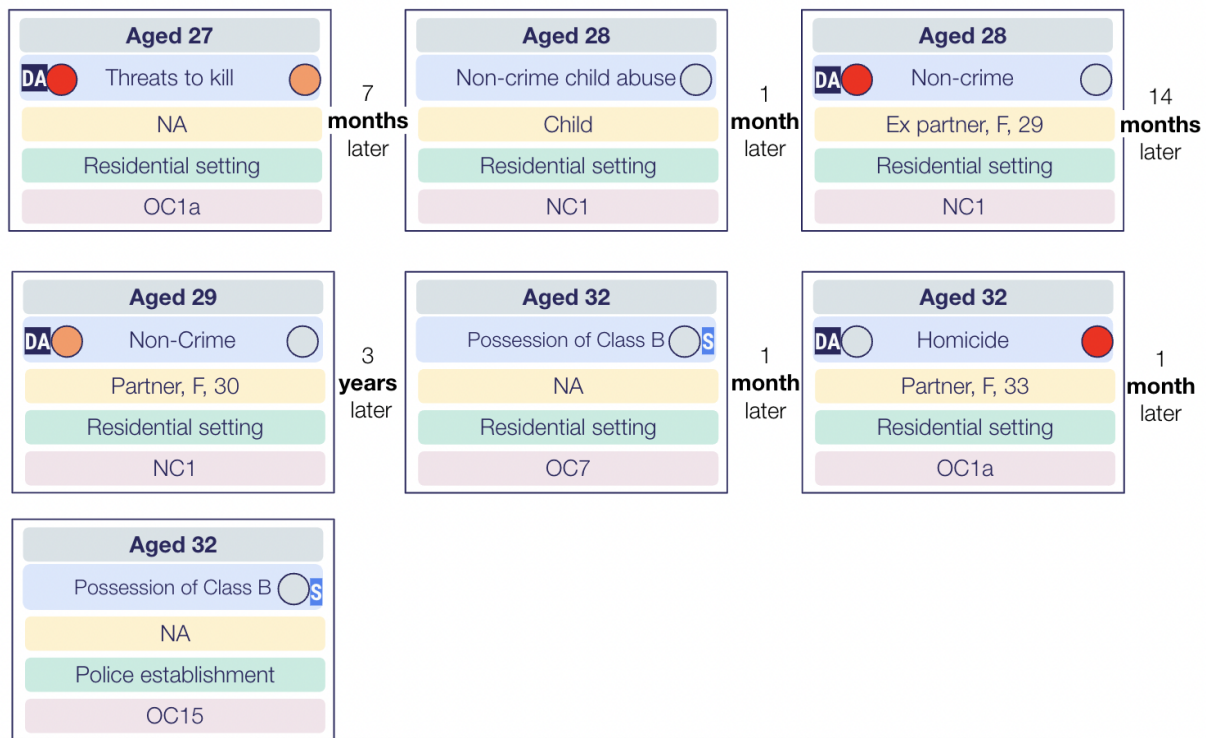 Aged 27
DA Threats to kill
NA
Residential setting
OC1a
7
months
later
Aged 28
Non-crime child abuse
Child
Residential setting
NC1
1
month
later
Aged 28
DA Non-crime
Ex partner, F, 29
Residential setting
NC1
14
months
later
Aged 29
DA Non-Crime
Partner, F, 30
Residential setting
NC1
3
years
later
Aged 32
Possession of Class B S
NA
Residential setting
OC7
1
month
later
Aged 32
DA Homicide
Partner, F, 33
Residential setting
OC1a
1
month
later
Aged 32
Possession of Class B S
NA
Police establishment
OC15